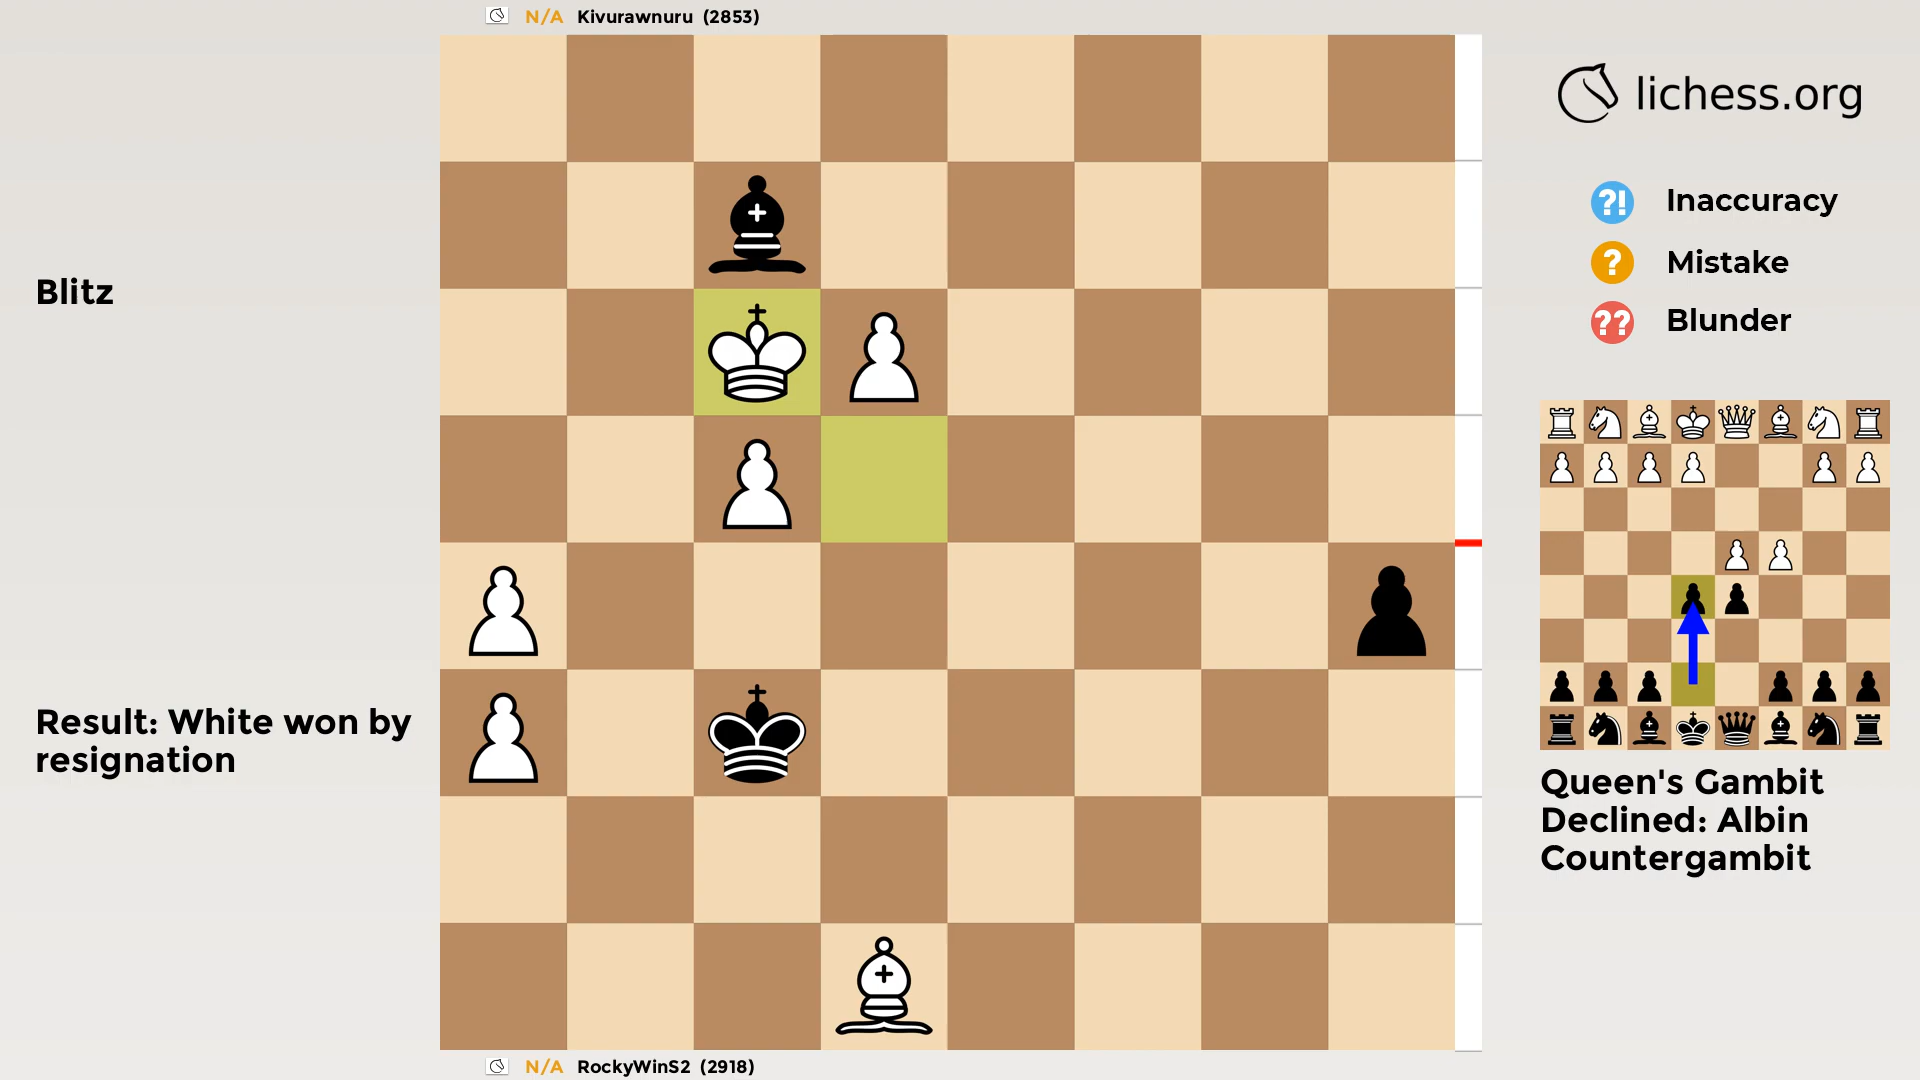 N/A Kivurawnuru (2853)
lichess.org
?! Inaccuracy
? Mistake
?? Blunder
Blitz
Result: White won by
resignation
Queen's Gambit
Declined: Albin
Countergambit
N/A RockyWinS2 (2918)